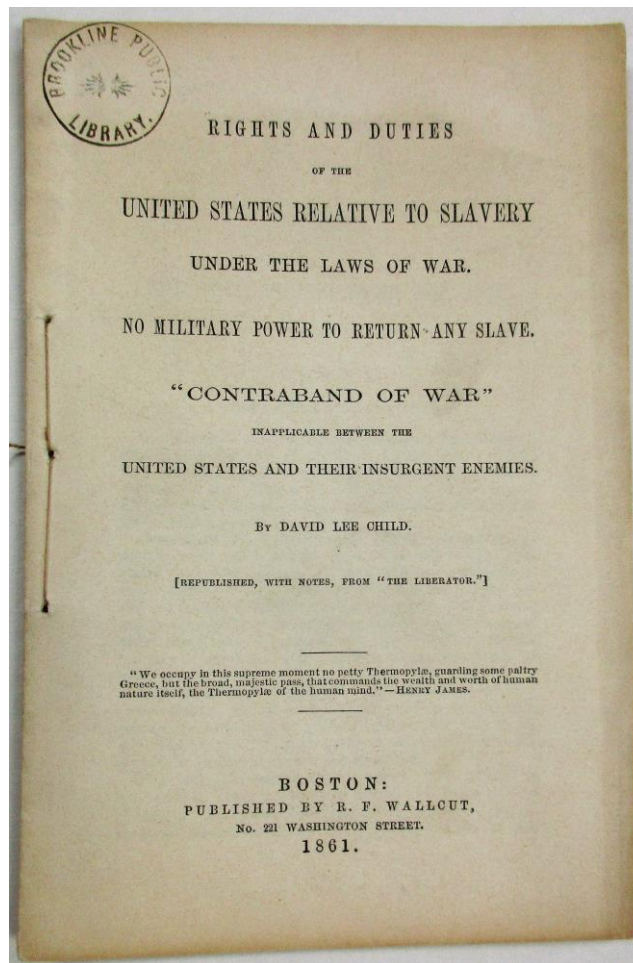 BROOKLINE PUBLIC
LIBRARY.
RIGHTS AND DUTIES
OF THE
UNITED STATES RELATIVE TO SLAVERY
UNDER THE LAWS OF WAR.
NO MILITARY POWER TO RETURN ANY SLAVE.
“CONTRABAND OF WAR”
INAPPLICABLE BETWEEN THE
UNITED STATES AND THEIR INSURGENT ENEMIES.
BY DAVID LEE CHILD.
[REPUBLISHED, WITH NOTES, FROM “THE LIBERATOR.”]
“We occupy in this supreme moment no petty Thermopylæ, guarding some paltry
Greece, but the broad, majestic pass, that commands the wealth and worth of human
nature itself, the Thermopylæ of the human mind.”—HENRY JAMES.
BOSTON:
PUBLISHED BY R. F. WALLCUT,
No. 221 WASHINGTON STREET.
1861.